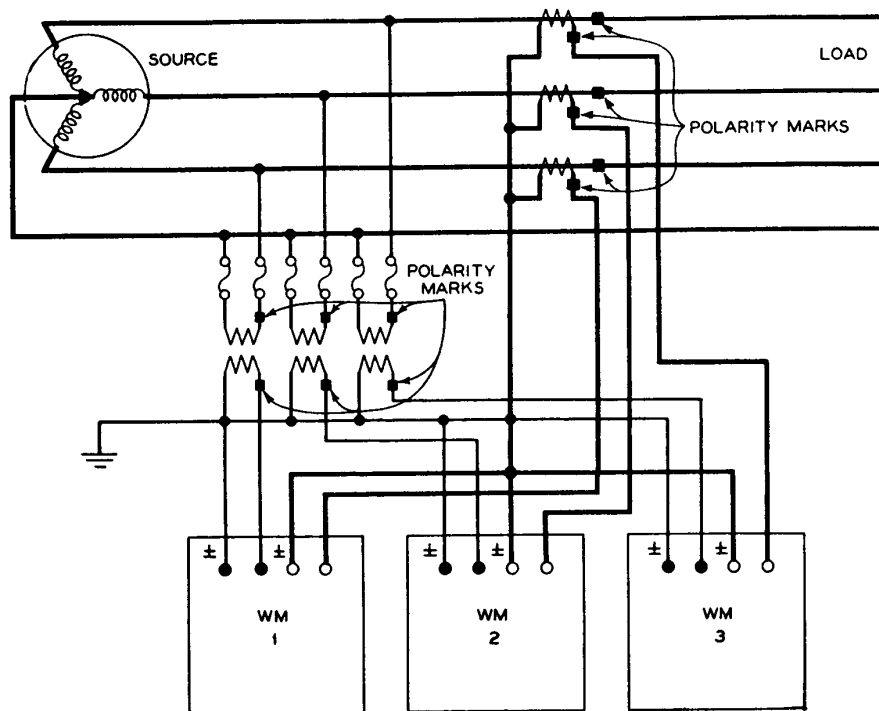 SOURCE
LOAD
POLARITY MARKS
POLARITY
MARKS
± ±
± ±
± ±
WM
1
WM
2
WM
3